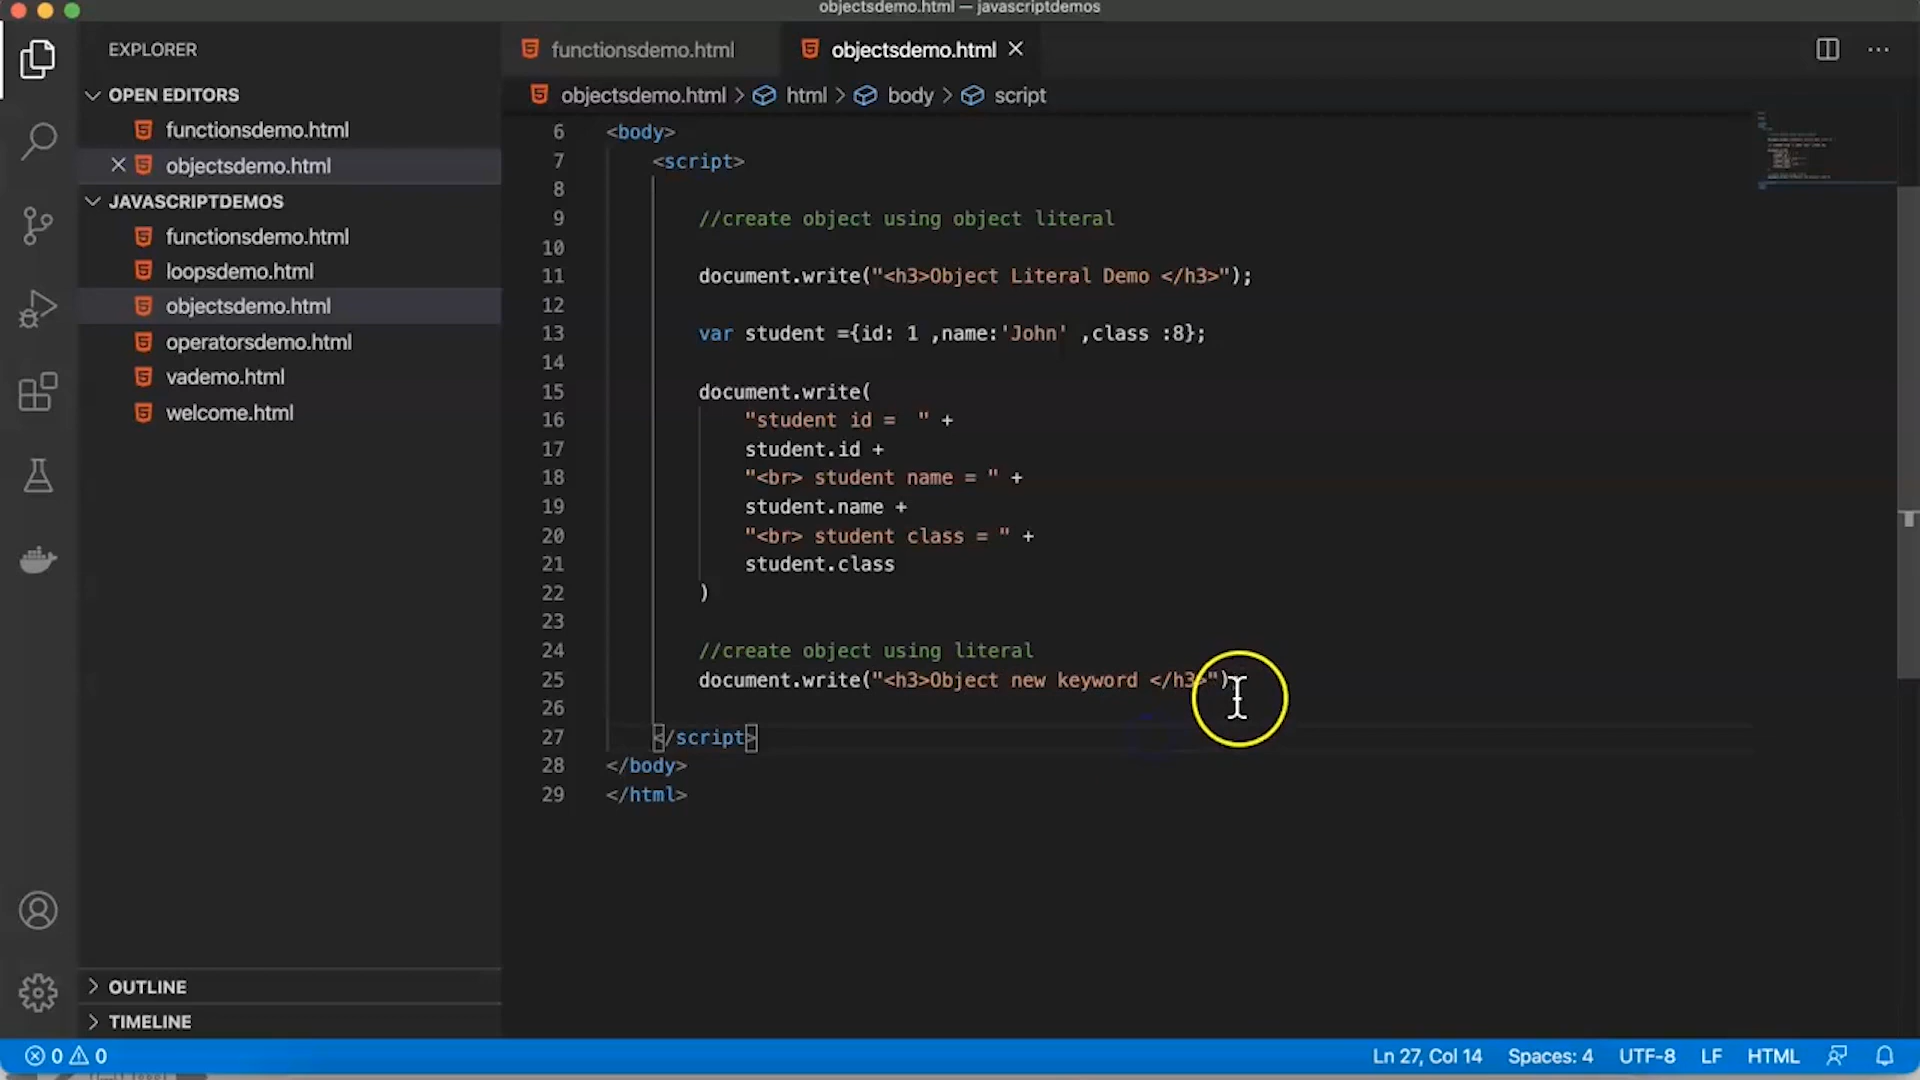 objectsdemo.html — javascriptdemos
EXPLORER
OPEN EDITORS
functionsdemo.html
objectsdemo.html
JAVASCRIPTDEMOS
functionsdemo.html
loopsdemo.html
objectsdemo.html
operatorsdemo.html
vademo.html
welcome.html
OUTLINE
TIMELINE
functionsdemo.html
objectsdemo.html
objectsdemo.html > html > body > script
6 <body>
7 <script>
8
9 //create object using object literal
10
11 document.write("<h3>Object Literal Demo </h3>");
12
13 var student ={id: 1 ,name:'John' ,class :8};
14
15 document.write(
16 "student id =  " +
17 student.id +
18 "<br> student name = " +
19 student.name +
20 "<br> student class = " +
21 student.class
22 )
23
24 //create object using literal
25 document.write("<h3>Object new keyword </h3>")
26
27 </script>
28 </body>
29 </html>
0 0
Ln 27, Col 14 Spaces: 4 UTF-8 LF HTML